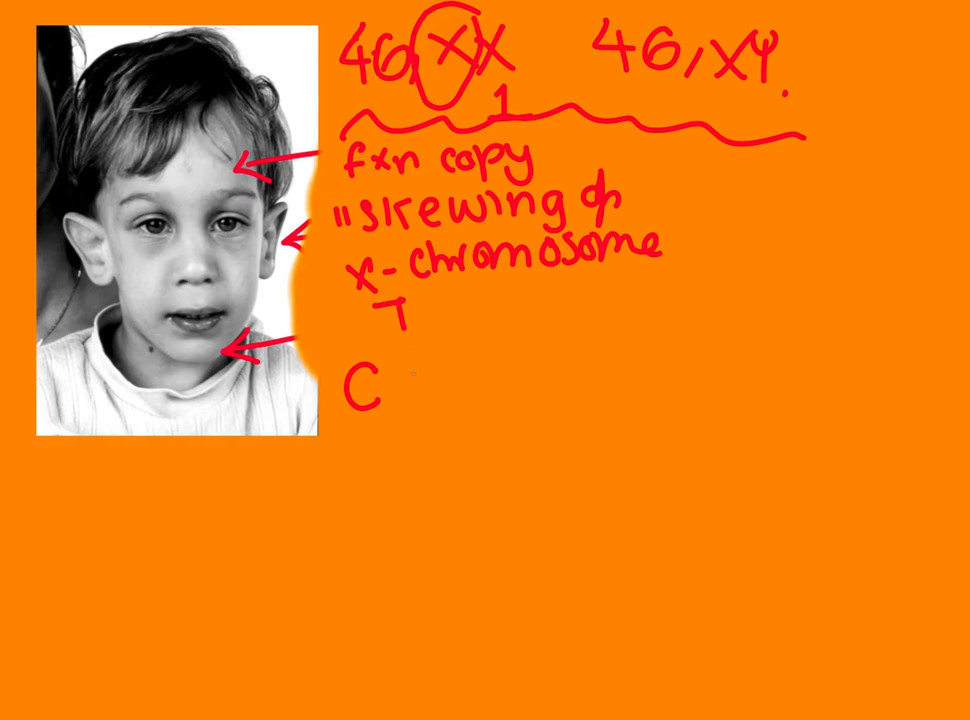 46,XX 46,XY.
1
fxn copy
"skewing of
X-chromosome
C